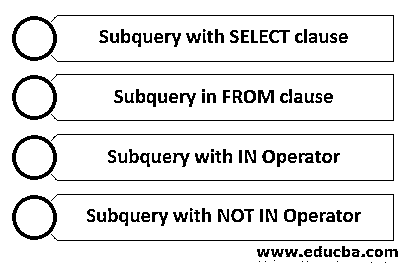 Subquery with SELECT clause
Subquery in FROM clause
Subquery with IN Operator
Subquery with NOT IN Operator
www.educba.com